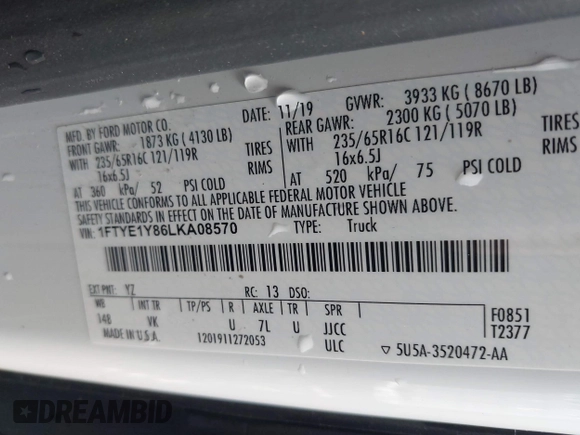 MFD. BY FORD MOTOR CO.
DATE: 11/19 GVWR: 3933 KG ( 8670 LB)
FRONT GAWR: 1873 KG ( 4130 LB)
REAR GAWR: 2300 KG ( 5070 LB)
WITH 235/65R16C 121/119R TIRES
WITH 235/65R16C 121/119R TIRES
16x6.5J RIMS
16x6.5J RIMS
AT 360 kPa/ 52 PSI COLD
AT 520 kPa/ 75 PSI COLD
THIS VEHICLE CONFORMS TO ALL APPLICABLE FEDERAL MOTOR VEHICLE
SAFETY STANDARDS IN EFFECT ON THE DATE OF MANUFACTURE SHOWN ABOVE.
VIN: 1FTYE1Y86LKA08570
TYPE: Truck
EXT PNT: YZ RC: 13 DSO:
WB INT TR TP/PS R AXLE TR SPR
148 VK U 7L U JJCC
F0851
T2377
MADE IN U.S.A. 1201911272053 ULC
▽ 5U5A-3520472-AA
DREAMBID